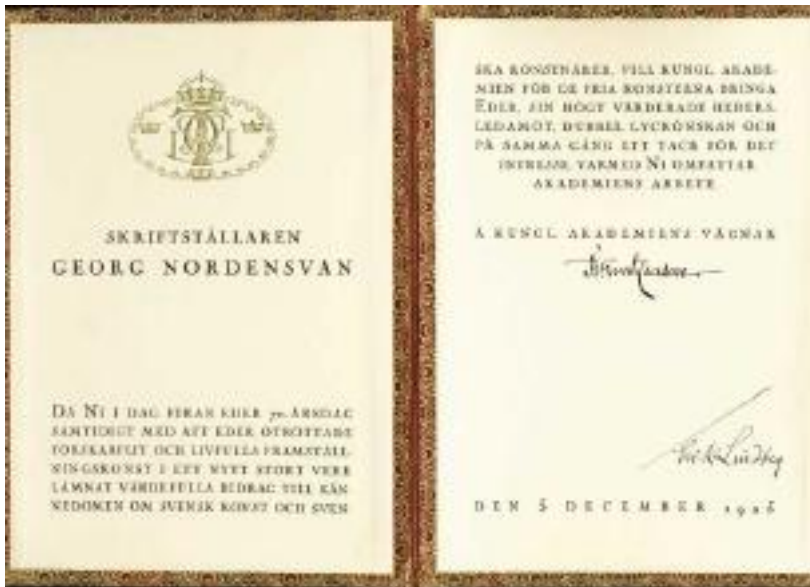 SKRIFTSTÄLLAREN
GEORG NORDENSVAN
DÅ NI I DAG FIRAR EDER 70-ÅRSDAG
SAMTIDIGT MED ATT EDER OTRÖTTADE
FORSKARFLIT OCH LIVFULLA FRAMSTÄLL-
NINGSKONST I ETT NYTT STORT VERK
LÄMNAT VÄRDEFULLA BIDRAG TILL KÄN
NEDOMEN OM SVENSK KONST OCH SVEN
SKA KONSTNÄRER, VILL KUNGL. AKADE-
MIEN FÖR DE FRIA KONSTERNA BRINGA
EDER, SIN HÖGT VÄRDERADE HEDERS-
LEDAMOT, DUBBEL LYCKÖNSKAN OCH
PÅ SAMMA GÅNG ETT TACK FÖR DET
INTRESSE VARMED NI OMFATTAR
AKADEMIENS ARBETE
Å KUNGL. AKADEMIENS VÄGNAR
Erik Lindberg
DEN 5 DECEMBER